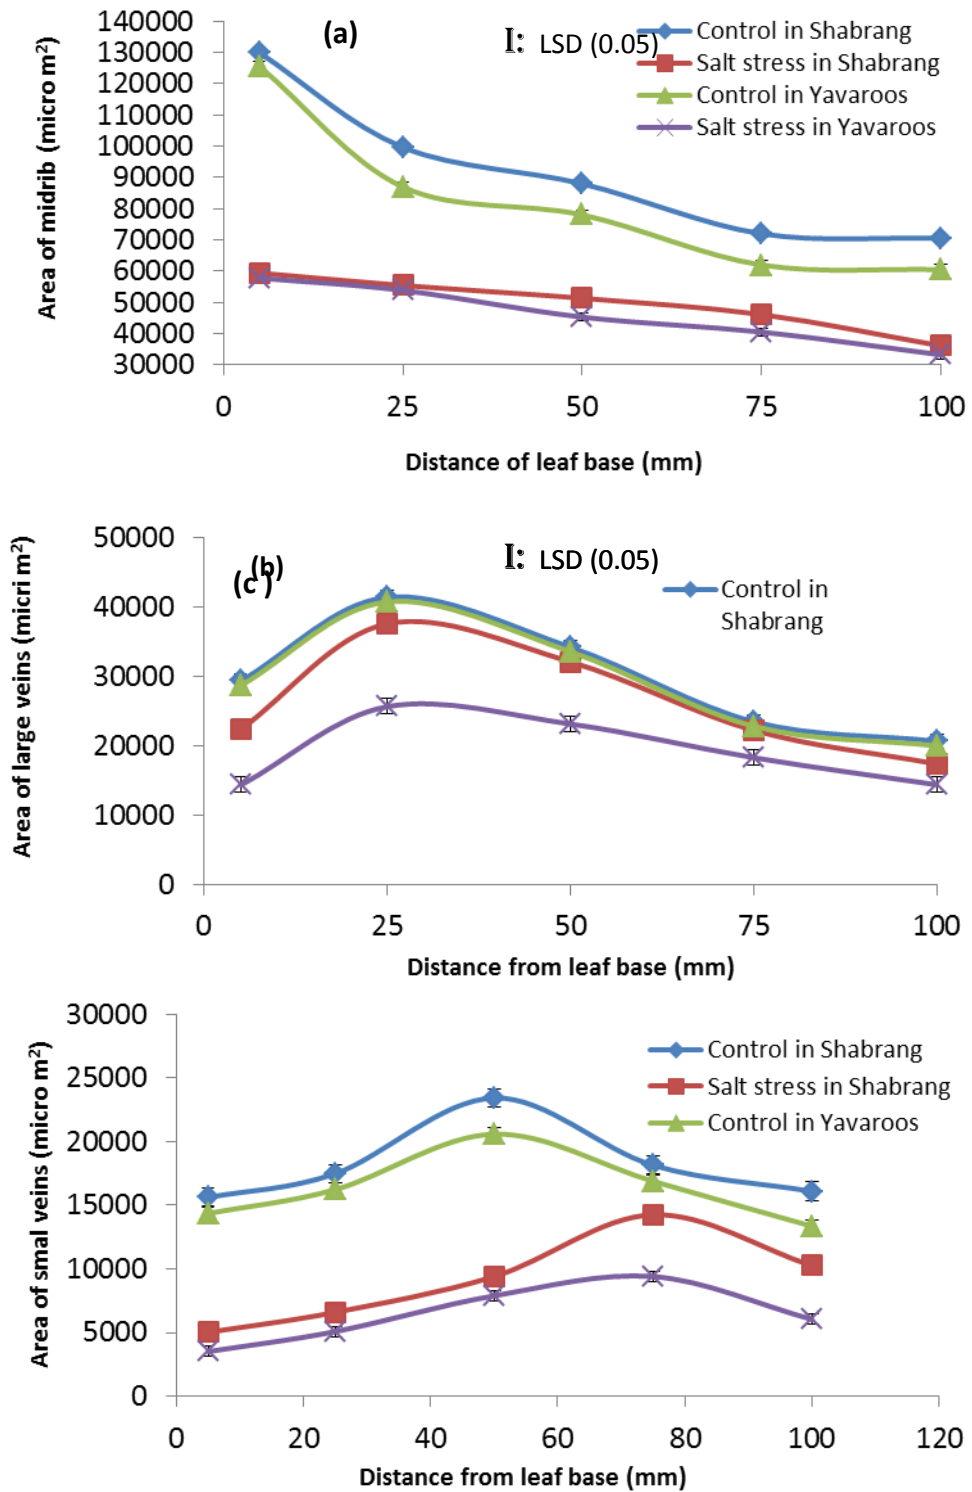 140000
130000
120000
110000
100000
90000
80000
70000
60000
50000
40000
30000
Area of midrib (micro m²)
(a)
I: LSD (0.05)
Control in Shabrang
Salt stress in Shabrang
Control in Yavaroos
Salt stress in Yavaroos
0 25 50 75 100
Distance of leaf base (mm)
50000
40000
30000
20000
10000
0
Area of large veins (micri m²)
(b)
(c )
I: LSD (0.05)
Control in
Shabrang
0 25 50 75 100
Distance from leaf base (mm)
30000
25000
20000
15000
10000
5000
0
Area of smal veins (micro m²)
Control in Shabrang
Salt stress in Shabrang
Control in Yavaroos
0 20 40 60 80 100 120
Distance from leaf base (mm)